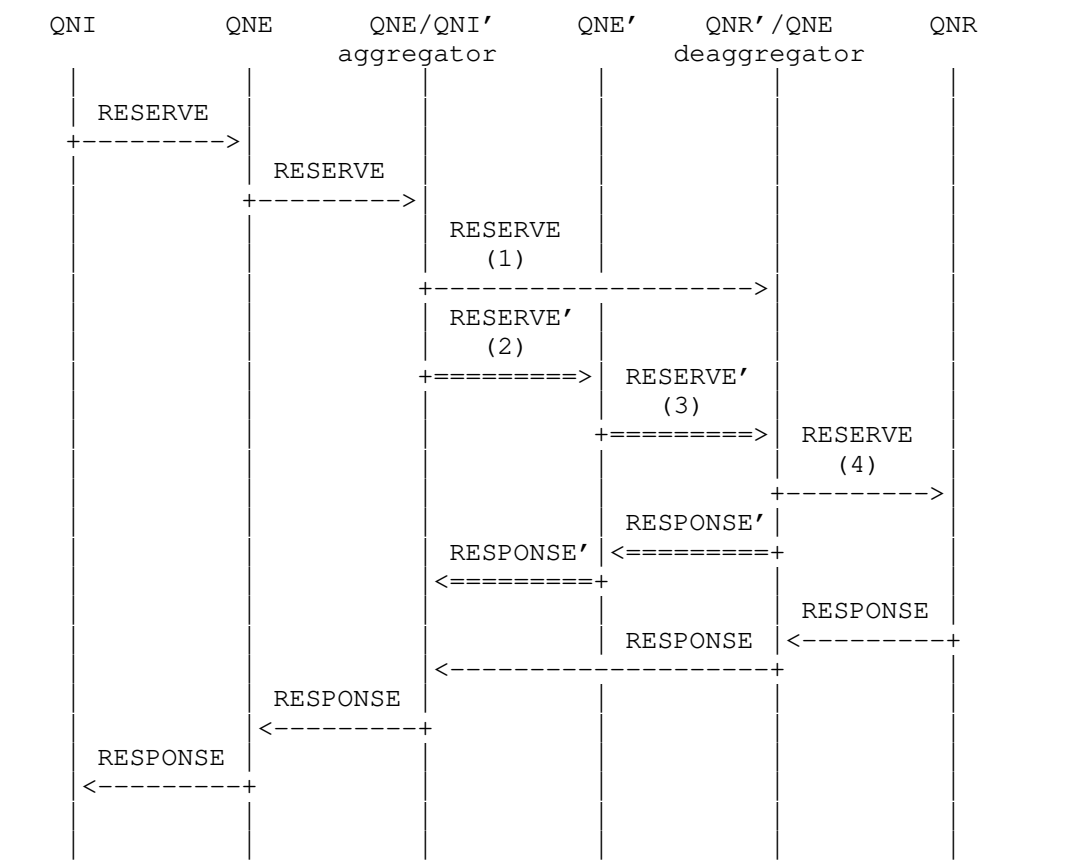 QNI QNE QNE/QNI' QNE' QNR'/QNE QNR
aggregator deaggregator
RESERVE
RESERVE
RESERVE
(1)
RESERVE'
(2)
RESERVE'
(3)
RESERVE
(4)
RESPONSE'
RESPONSE'
RESPONSE
RESPONSE
RESPONSE
RESPONSE